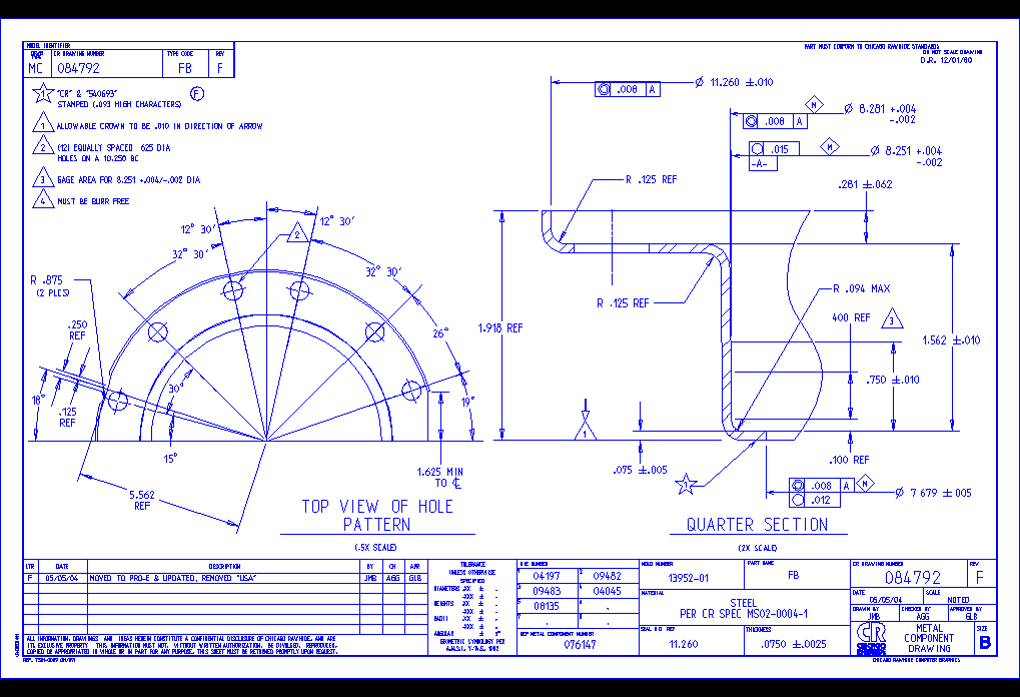 MODEL IDENTIFIER
CR DRAWING NUMBER
TYPE CODE
REV
MC
084792
FB
F
PART MUST CONFORM TO CHICAGO RAWHIDE STANDARDS
DO NOT SCALE DRAWING
D.R. 12/01/80
1 "CR" & "540693"
STAMPED (.093 HIGH CHARACTERS)
F
1 ALLOWABLE CROWN TO BE .010 IN DIRECTION OF ARROW
2 (12) EQUALLY SPACED 625 DIA
HOLES ON A 10.250 BC
3 GAGE AREA FOR 8.251 +.004/-.002 DIA
4 MUST BE BURR FREE
12° 30'
12° 30'
32° 30'
32° 30'
2
R .875
(2 PLCS)
.250
REF
26°
30°
18°
.125
REF
19°
15°
1.625 MIN
TO ℄
5.562
REF
TOP VIEW OF HOLE
PATTERN
(.5X SCALE)
.008 A
Ø 11.260 ±.010
M
Ø 8.281 +.004
-.002
.008 A
.015
-A-
M
Ø 8.251 +.004
-.002
R .125 REF
.281 ±.062
R .125 REF
R .094 MAX
1.918 REF
400 REF
3
1.562 ±.010
.750 ±.010
1
.075 ±.005
.100 REF
1
.008 A
M
.012
Ø 7 679 ±005
QUARTER SECTION
(2X SCALE)
LTR
DATE
DESCRIPTION
BY
CH
APR
F
05/05/04
MOVED TO PRO-E & UPDATED, REMOVED "USA"
JMB
AGG
GLB
ALL INFORMATION, DRAWINGS AND IDEAS HEREIN CONSTITUTE A CONFIDENTIAL DISCLOSURE OF CHICAGO RAWHIDE, AND ARE
ITS EXCLUSIVE PROPERTY THIS INFORMATION MUST NOT, WITHOUT WRITTEN AUTHORIZATION, BE DIVULGED, REPRODUCED,
COPIED OR APPROPRIATED IN WHOLE OR IN PART FOR ANY PURPOSE. THIS SHEET MUST BE RETURNED PROMPTLY UPON REQUEST.
TOLERANCE
UNLESS OTHERWISE
SPECIFIED
DIAMETERS .XX ±
.XXX ±
HEIGHTS .XX ±
.XXX ±
RADII .XX ±
.XXX ±
ANGULAR ±
GEOMETRIC SYMBOLOGY PER
DIE NUMBER
1 04197
2 09482
3 09483
4 04045
5 08135
REF METAL COMPONENT NUMBER
076147
MOLD NUMBER
13952-01
PART NAME
FB
MATERIAL
STEEL
PER CR SPEC MS02-0004-1
SEAL O.D REF
11.260
THICKNESS
.0750 ±.0025
CR DRAWING NUMBER
084792
REV
F
DATE
05/05/04
SCALE
NOTED
DRAWN BY
JMB
CHECKED BY
AGG
APPROVED BY
GLB
CR
CHICAGO
RAWHIDE
METAL
COMPONENT
DRAWING
SIZE
B
CHICAGO RAWHIDE COMPUTER GRAPHICS